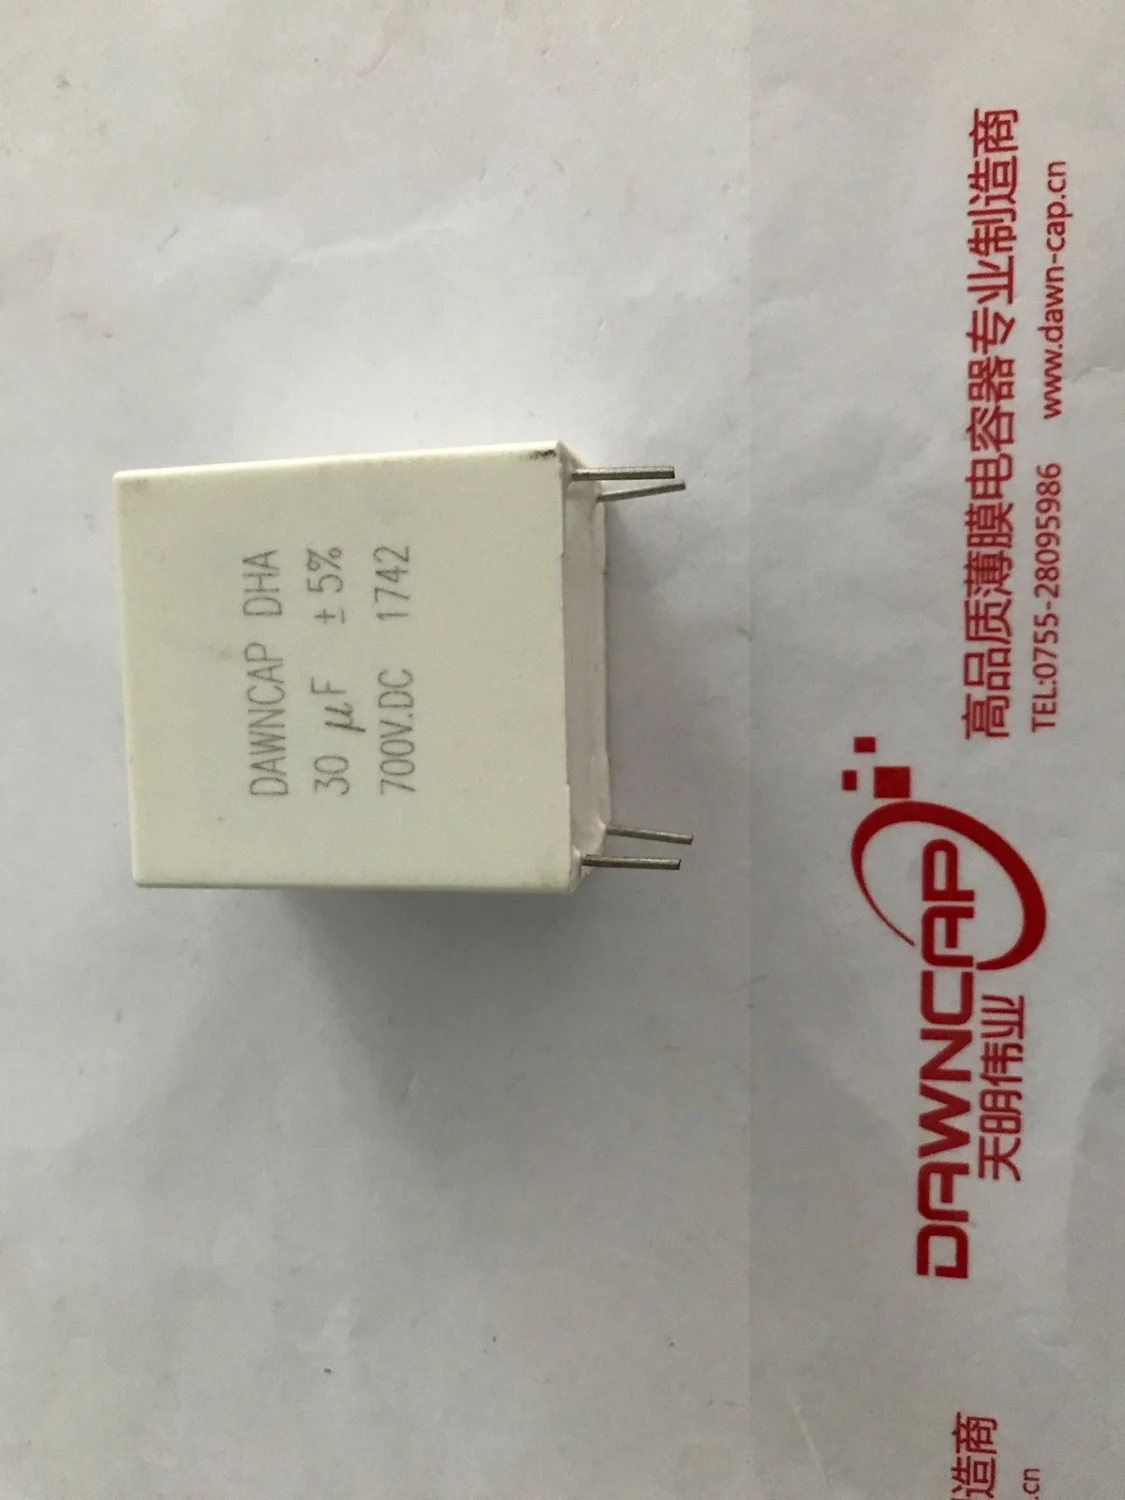 DAWNCAP DHA
30 μF ±5%
700V.DC 1742
DAWNCAP
天明伟业
高品质薄膜电容器专业制造商
TEL:0755-28095986 www.dawn-cap.cn
造商
.cn